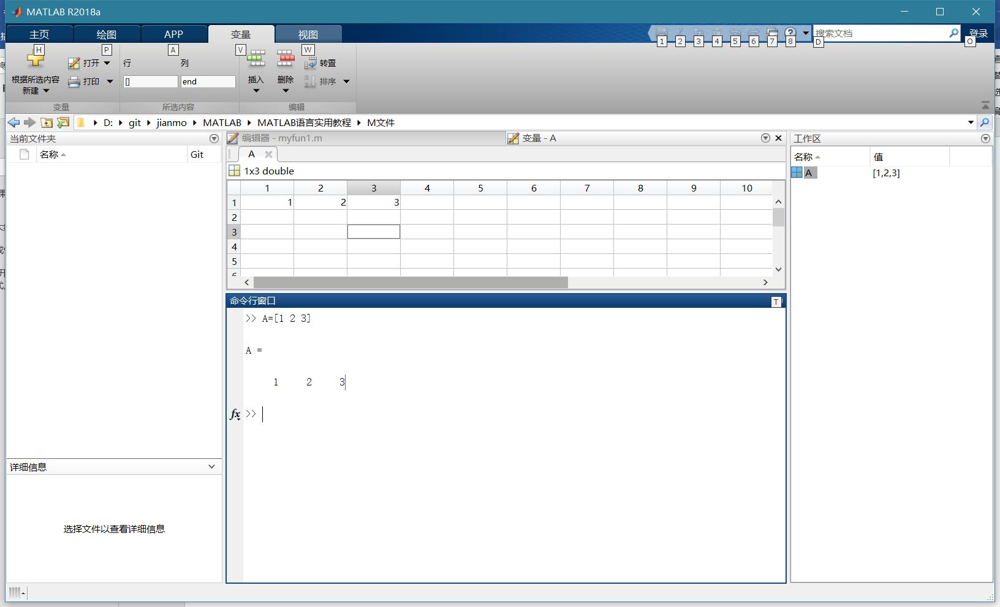 MATLAB R2018a
主页 绘图 APP 变量 视图
搜索文档 登录
H P A V W 1 2 3 4 5 6 7 8 D O
打开 行 列 转置
根据所选内容 新建 打印 [] end 插入 删除 排序
变量 所选内容 编辑
D: git jianmo MATLAB MATLAB语言实用教程 M文件
当前文件夹
名称 Git
详细信息
选择文件以查看详细信息
编辑器 - myfun1.m 变量 - A
A
1x3 double
1 2 3 4 5 6 7 8 9 10
1 1 2 3
2
3
4
5
6
命令行窗口 T
>> A=[1 2 3]
A =
1 2 3
fx >>
工作区
名称 值
A [1,2,3]